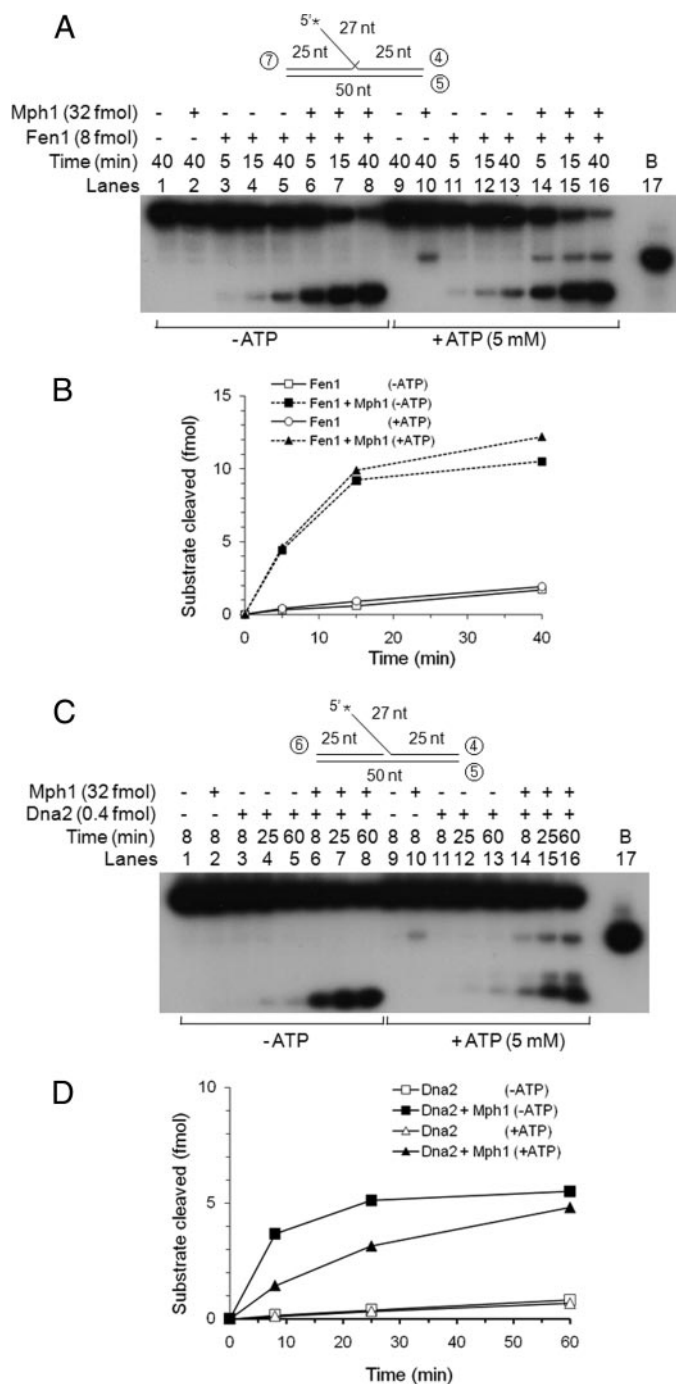 A
5'* 27 nt
⑦ 25 nt 25 nt ④
50 nt ⑤
Mph1 (32 fmol) - + - - - + + + - + - - - + + +
Fen1 (8 fmol) - - + + + + + + - - + + + + + +
Time (min) 40 40 5 15 40 5 15 40 40 40 5 15 40 5 15 40 B
Lanes 1 2 3 4 5 6 7 8 9 10 11 12 13 14 15 16 17
-ATP +ATP (5 mM)
B
Fen1 (-ATP)
Fen1 + Mph1 (-ATP)
Fen1 (+ATP)
Fen1 + Mph1 (+ATP)
Substrate cleaved (fmol)
15
10
5
0
0 10 20 30 40
Time (min)
C
5'* 27 nt
⑥ 25 nt 25 nt ④
50 nt ⑤
Mph1 (32 fmol) - + - - - + + + - + - - - + + +
Dna2 (0.4 fmol) - - + + + + + + - - + + + + + +
Time (min) 8 8 8 25 60 8 25 60 8 8 8 25 60 8 25 60 B
Lanes 1 2 3 4 5 6 7 8 9 10 11 12 13 14 15 16 17
-ATP +ATP (5 mM)
D
Dna2 (-ATP)
Dna2 + Mph1 (-ATP)
Dna2 (+ATP)
Dna2 + Mph1 (+ATP)
Substrate cleaved (fmol)
10
5
0
0 10 20 30 40 50 60
Time (min)